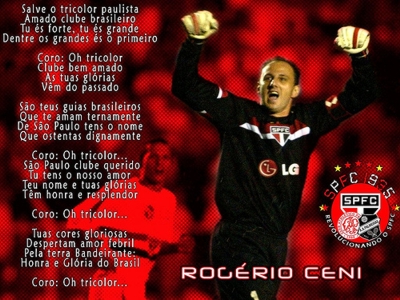 Salve o tricolor paulista
Amado clube brasileiro
Tu és forte, tu és grande
Dentre os grandes és o primeiro
Coro: Oh tricolor
Clube bem amado
As tuas glórias
Vêm do passado
São teus guias brasileiros
Que te amam ternamente
De São Paulo tens o nome
Que ostentas dignamente
Coro: Oh tricolor...
São Paulo clube querido
Tu tens o nosso amor
Teu nome e tuas glórias
Têm honra e resplendor
Coro: Oh tricolor...
Tuas cores gloriosas
Despertam amor febril
Pela terra Bandeirante:
Honra e Glória do Brasil
Coro: Oh tricolor...
SPFC
LG
SPFC
REVOLUCIONANDO O SPFC
ROGÉRIO CENI